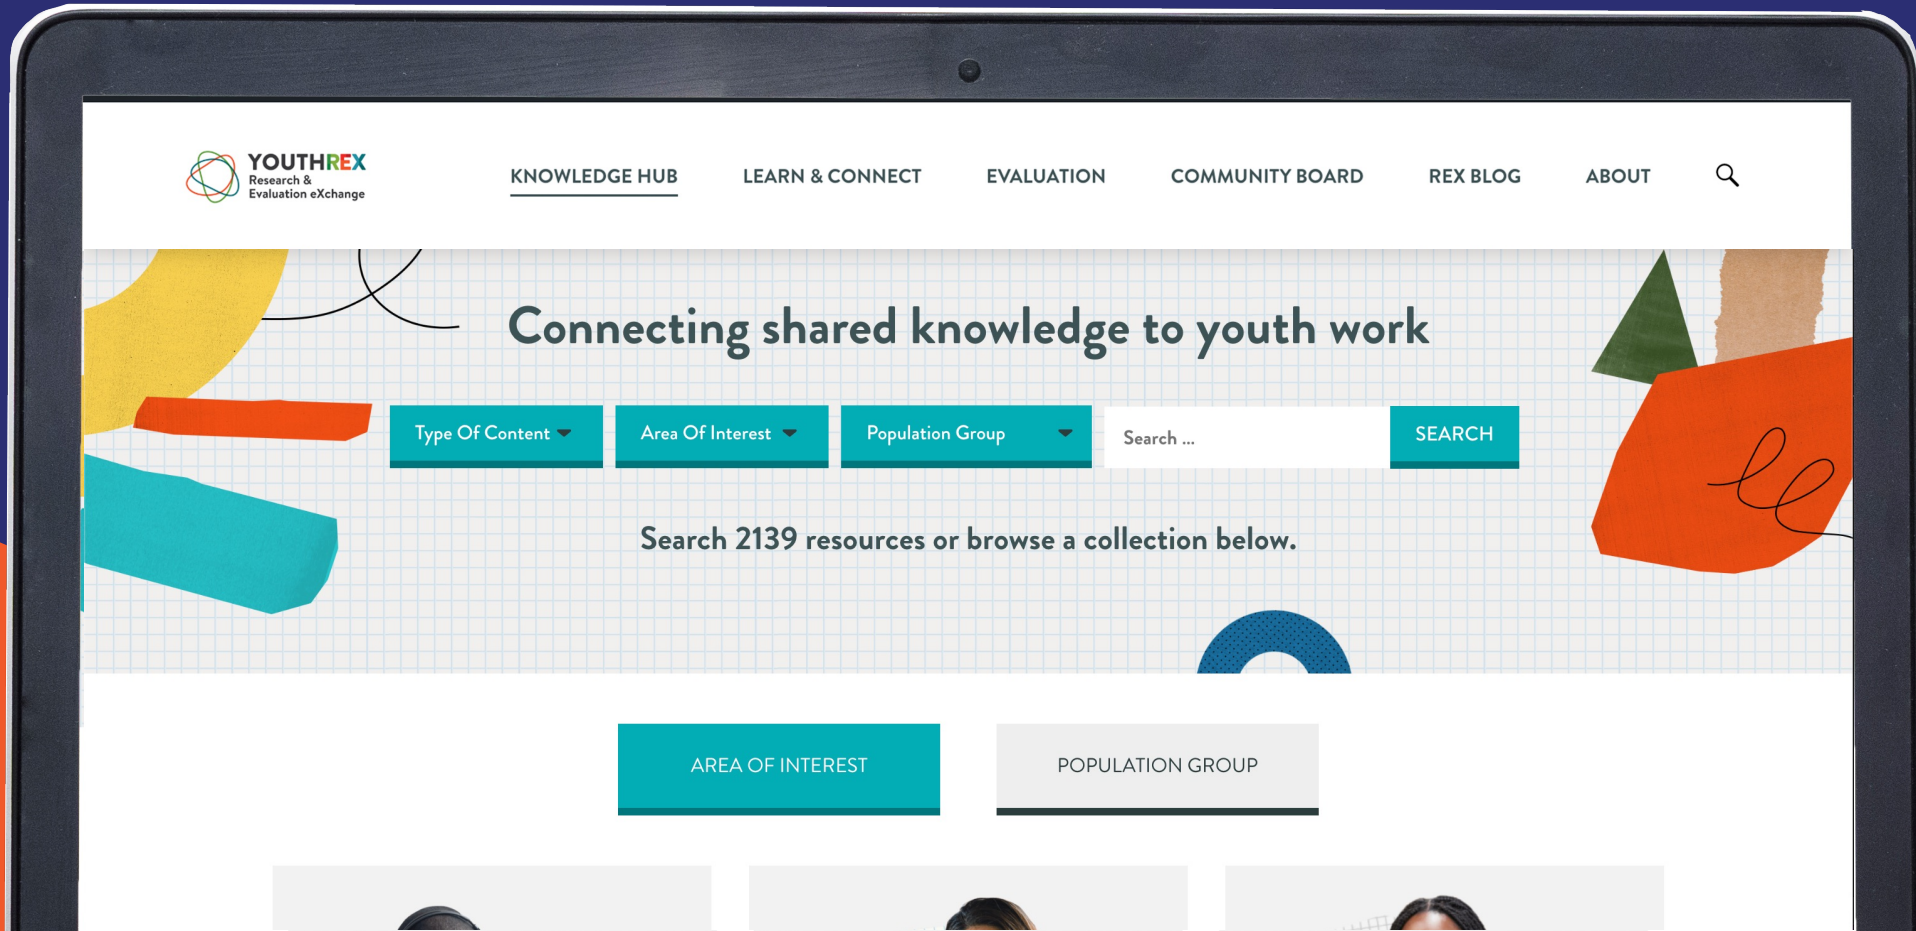 YOUTHREX
Research &
Evaluation eXchange
KNOWLEDGE HUB
LEARN & CONNECT
EVALUATION
COMMUNITY BOARD
REX BLOG
ABOUT
Connecting shared knowledge to youth work
Type Of Content
Area Of Interest
Population Group
Search ...
SEARCH
Search 2139 resources or browse a collection below.
AREA OF INTEREST
POPULATION GROUP